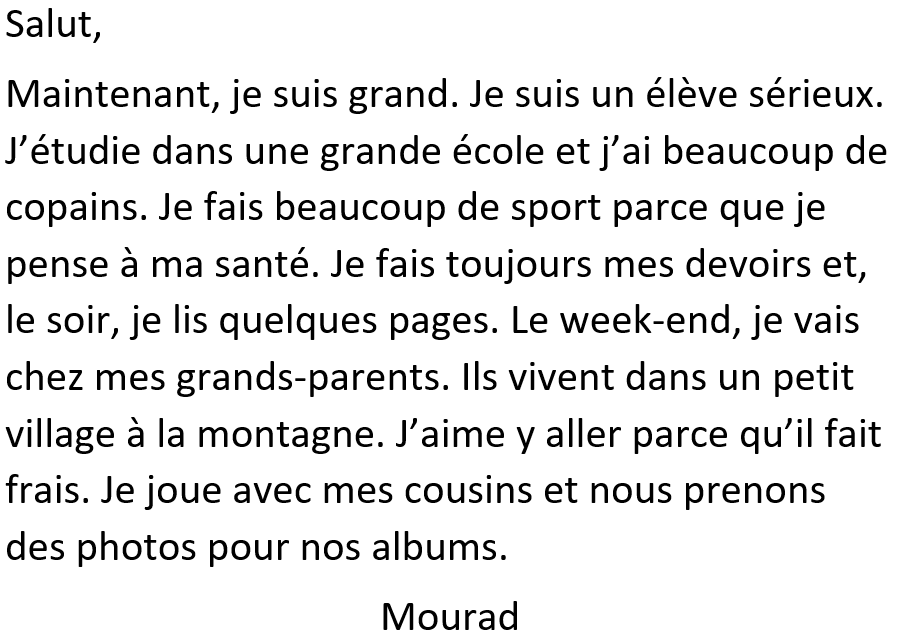 Salut,
Maintenant, je suis grand. Je suis un élève sérieux.
J’étudie dans une grande école et j’ai beaucoup de
copains. Je fais beaucoup de sport parce que je
pense à ma santé. Je fais toujours mes devoirs et,
le soir, je lis quelques pages. Le week-end, je vais
chez mes grands-parents. Ils vivent dans un petit
village à la montagne. J’aime y aller parce qu’il fait
frais. Je joue avec mes cousins et nous prenons
des photos pour nos albums.
Mourad